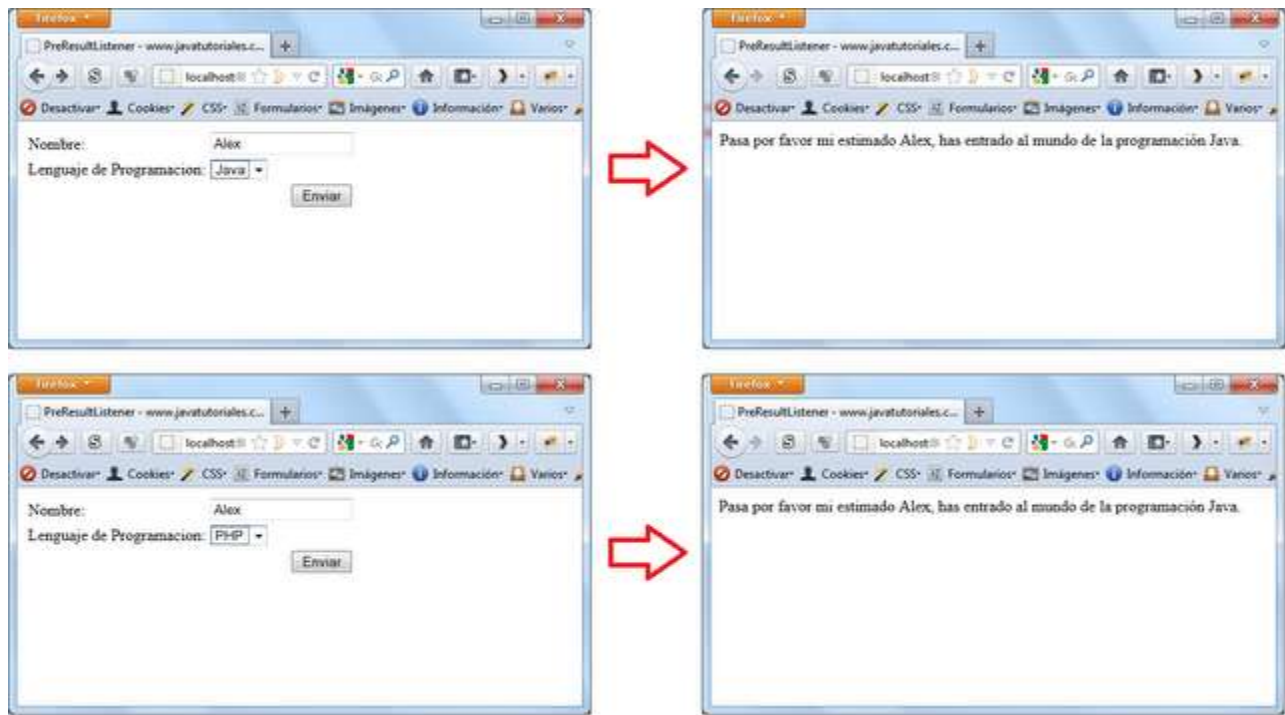 Firefox
PreResultListener - www.javatutoriales.c...
localhost
Desactivar Cookies CSS Formularios Imágenes Información Varios
Nombre: Alex
Lenguaje de Programacion: Java
Enviar
Firefox
PreResultListener - www.javatutoriales.c...
localhost
Desactivar Cookies CSS Formularios Imágenes Información Varios
Pasa por favor mi estimado Alex, has entrado al mundo de la programación Java.
Firefox
PreResultListener - www.javatutoriales.c...
localhost
Desactivar Cookies CSS Formularios Imágenes Información Varios
Nombre: Alex
Lenguaje de Programacion: PHP
Enviar
Firefox
PreResultListener - www.javatutoriales.c...
localhost
Desactivar Cookies CSS Formularios Imágenes Información Varios
Pasa por favor mi estimado Alex, has entrado al mundo de la programación Java.